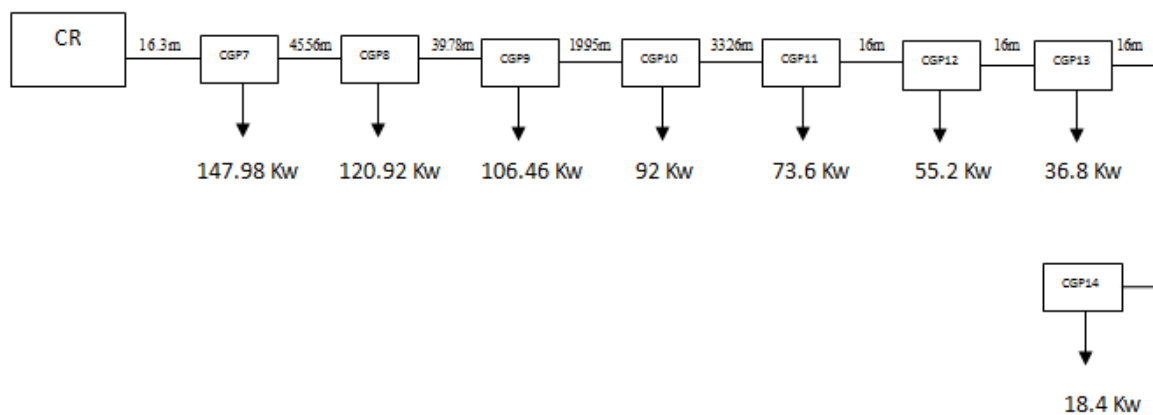 CR
16.3m
CGP7
45.56m
CGP8
39.78m
CGP9
1995m
CGP10
3326m
CGP11
16m
CGP12
16m
CGP13
16m
147.98 Kw
120.92 Kw
106.46 Kw
92 Kw
73.6 Kw
55.2 Kw
36.8 Kw
CGP14
18.4 Kw